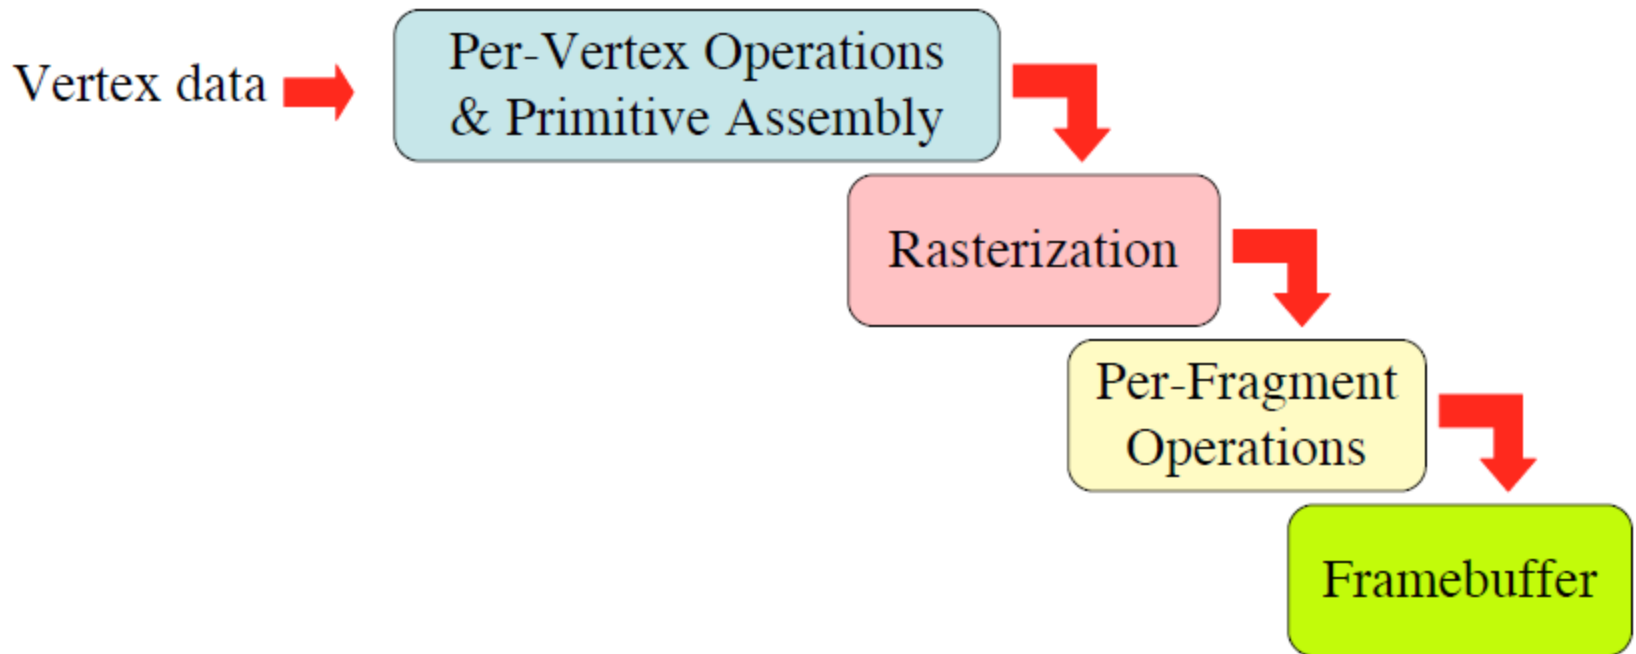 Vertex data
Per-Vertex Operations
& Primitive Assembly
Rasterization
Per-Fragment
Operations
Framebuffer